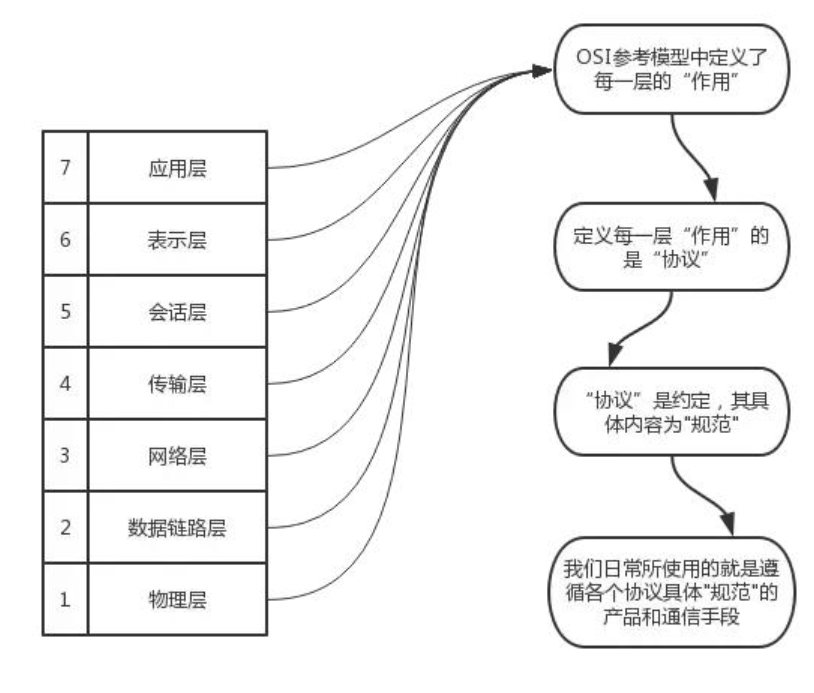 7 应用层
6 表示层
5 会话层
4 传输层
3 网络层
2 数据链路层
1 物理层
OSI参考模型中定义了
每一层的“作用”
定义每一层“作用”的
是“协议”
“协议”是约定，其具
体内容为"规范"
我们日常所使用的就是遵
循各个协议具体"规范"的
产品和通信手段